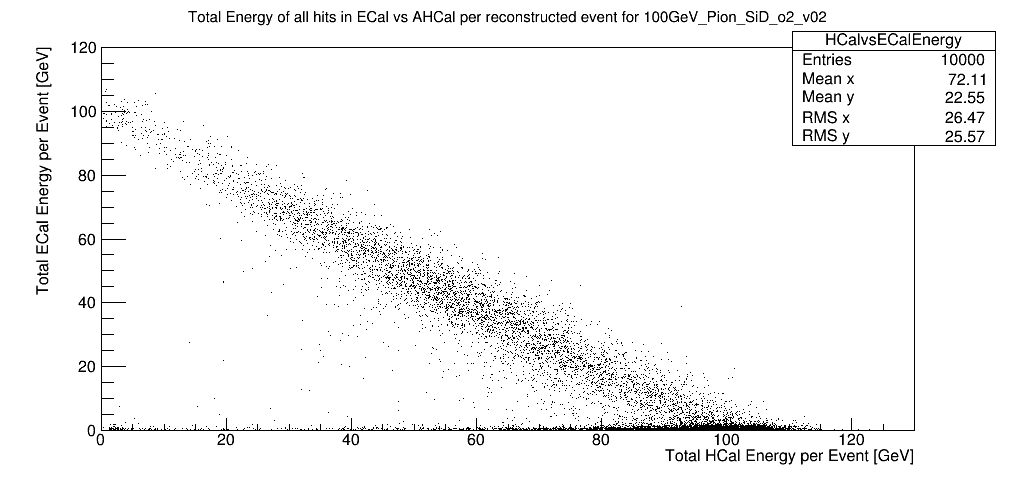 Total Energy of all hits in ECal vs AHCal per reconstructed event for 100GeV_Pion_SiD_o2_v02
HCalvsECalEnergy
Entries 10000
Mean x 72.11
Mean y 22.55
RMS x 26.47
RMS y 25.57
Total ECal Energy per Event [GeV]
120
100
80
60
40
20
0
0 20 40 60 80 100 120
Total HCal Energy per Event [GeV]